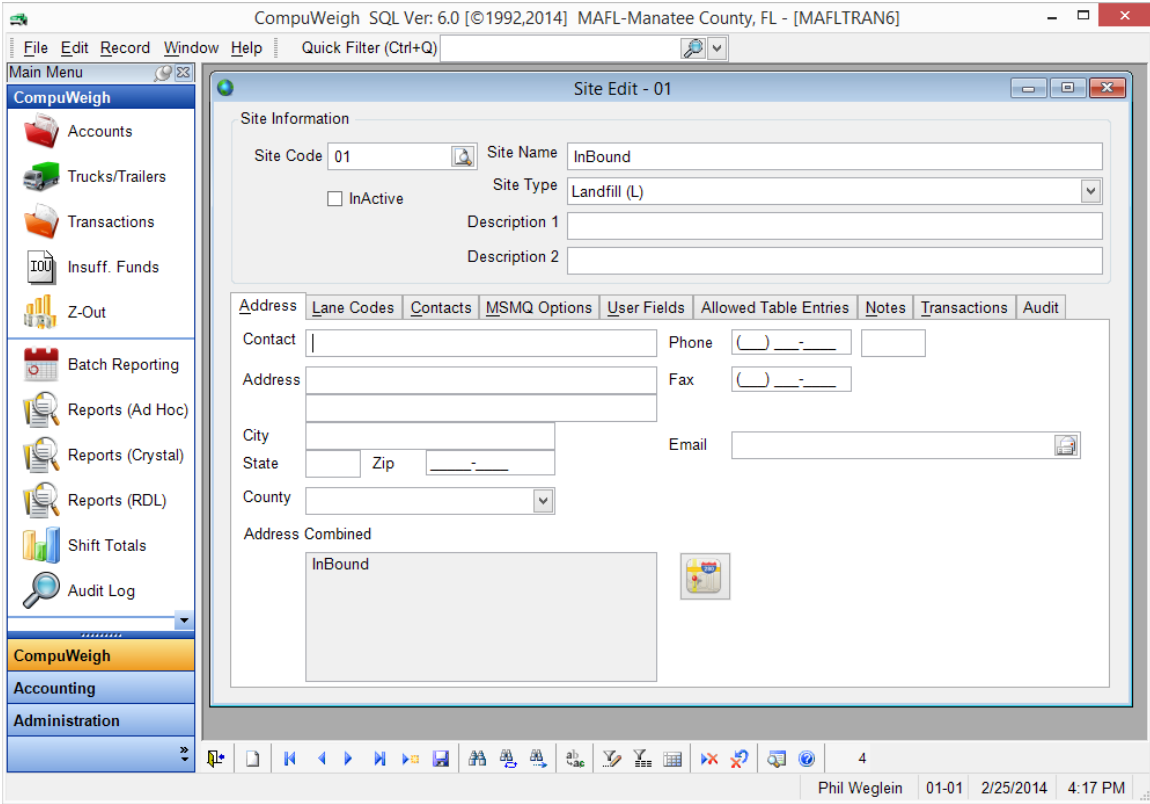 CompuWeigh SQL Ver: 6.0 [©1992,2014] MAFL-Manatee County, FL - [MAFLTRAN6]
File Edit Record Window Help Quick Filter (Ctrl+Q)
Main Menu
CompuWeigh
Accounts
Trucks/Trailers
Transactions
IOU
Insuff. Funds
Z-Out
Batch Reporting
Reports (Ad Hoc)
Reports (Crystal)
Reports (RDL)
Shift Totals
Audit Log
CompuWeigh
Accounting
Administration
Site Edit - 01
Site Information
Site Code 01 Site Name InBound
InActive Site Type Landfill (L)
Description 1
Description 2
Address Lane Codes Contacts MSMQ Options User Fields Allowed Table Entries Notes Transactions Audit
Contact Phone (___) ___-____
Address Fax (___) ___-____
City
Email
State Zip _____-____
County
Address Combined
InBound
4
Phil Weglein 01-01 2/25/2014 4:17 PM